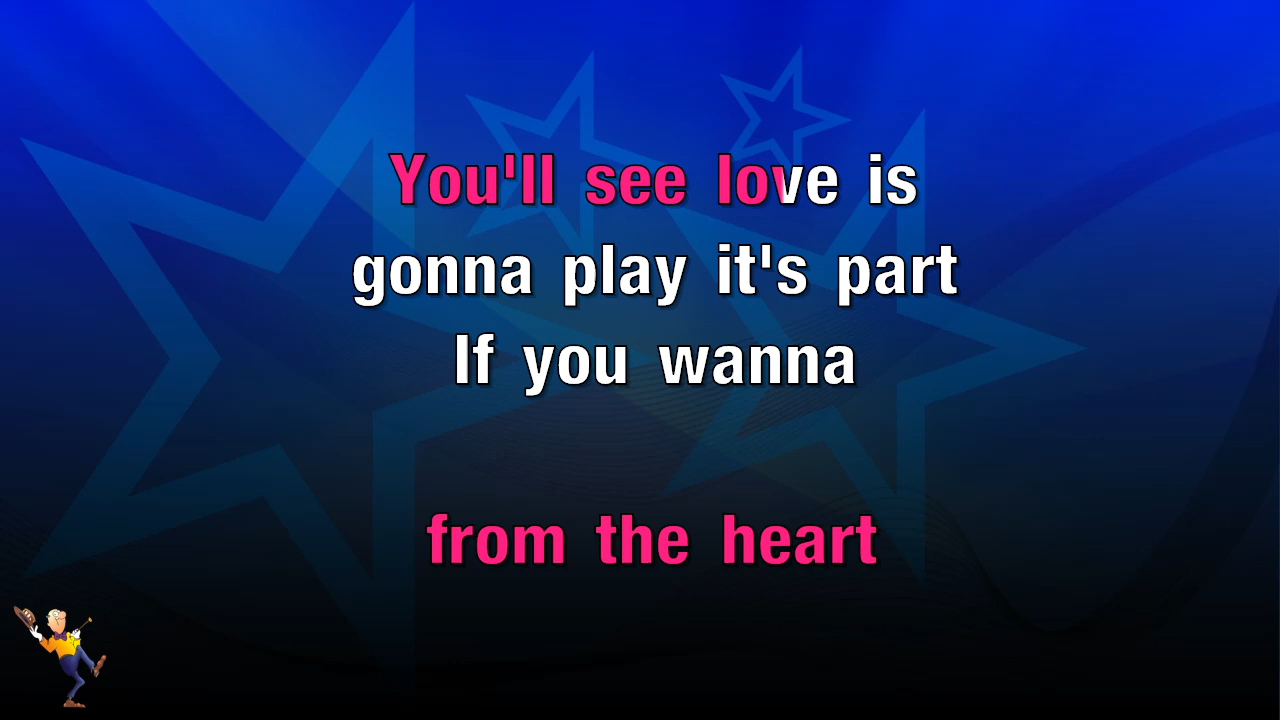 You'll see love is
gonna play it's part
If you wanna
from the heart